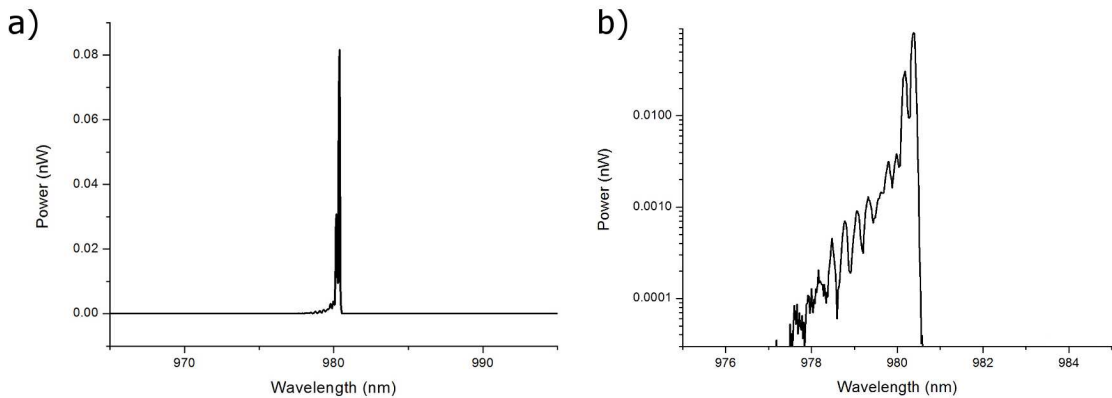 a)
Power (nW)
0.08
0.06
0.04
0.02
0.00
970
980
990
Wavelength (nm)
b)
Power (nW)
0.0100
0.0010
0.0001
976
978
980
982
984
Wavelength (nm)